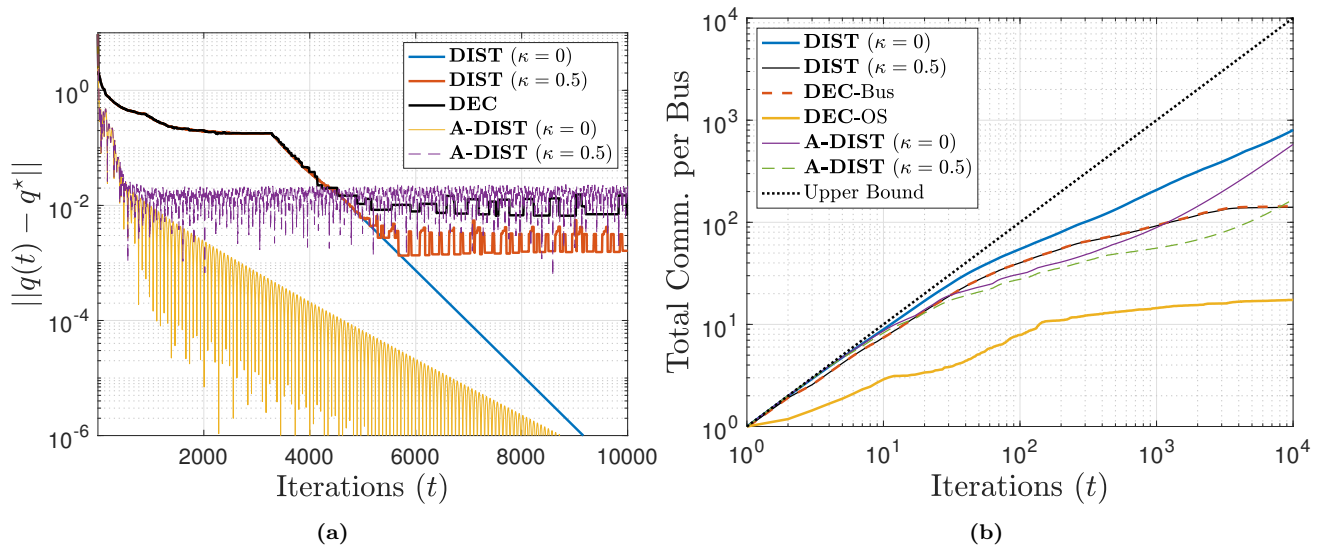 DIST (κ = 0)
DIST (κ = 0.5)
DEC
A-DIST (κ = 0)
A-DIST (κ = 0.5)
10^0
10^-2
10^-4
10^-6
||q(t) − q⋆||
2000
4000
6000
8000
10000
Iterations (t)
(a)
DIST (κ = 0)
DIST (κ = 0.5)
DEC-Bus
DEC-OS
A-DIST (κ = 0)
A-DIST (κ = 0.5)
Upper Bound
10^4
10^3
10^2
10^1
10^0
Total Comm. per Bus
10^0
10^1
10^2
10^3
10^4
Iterations (t)
(b)